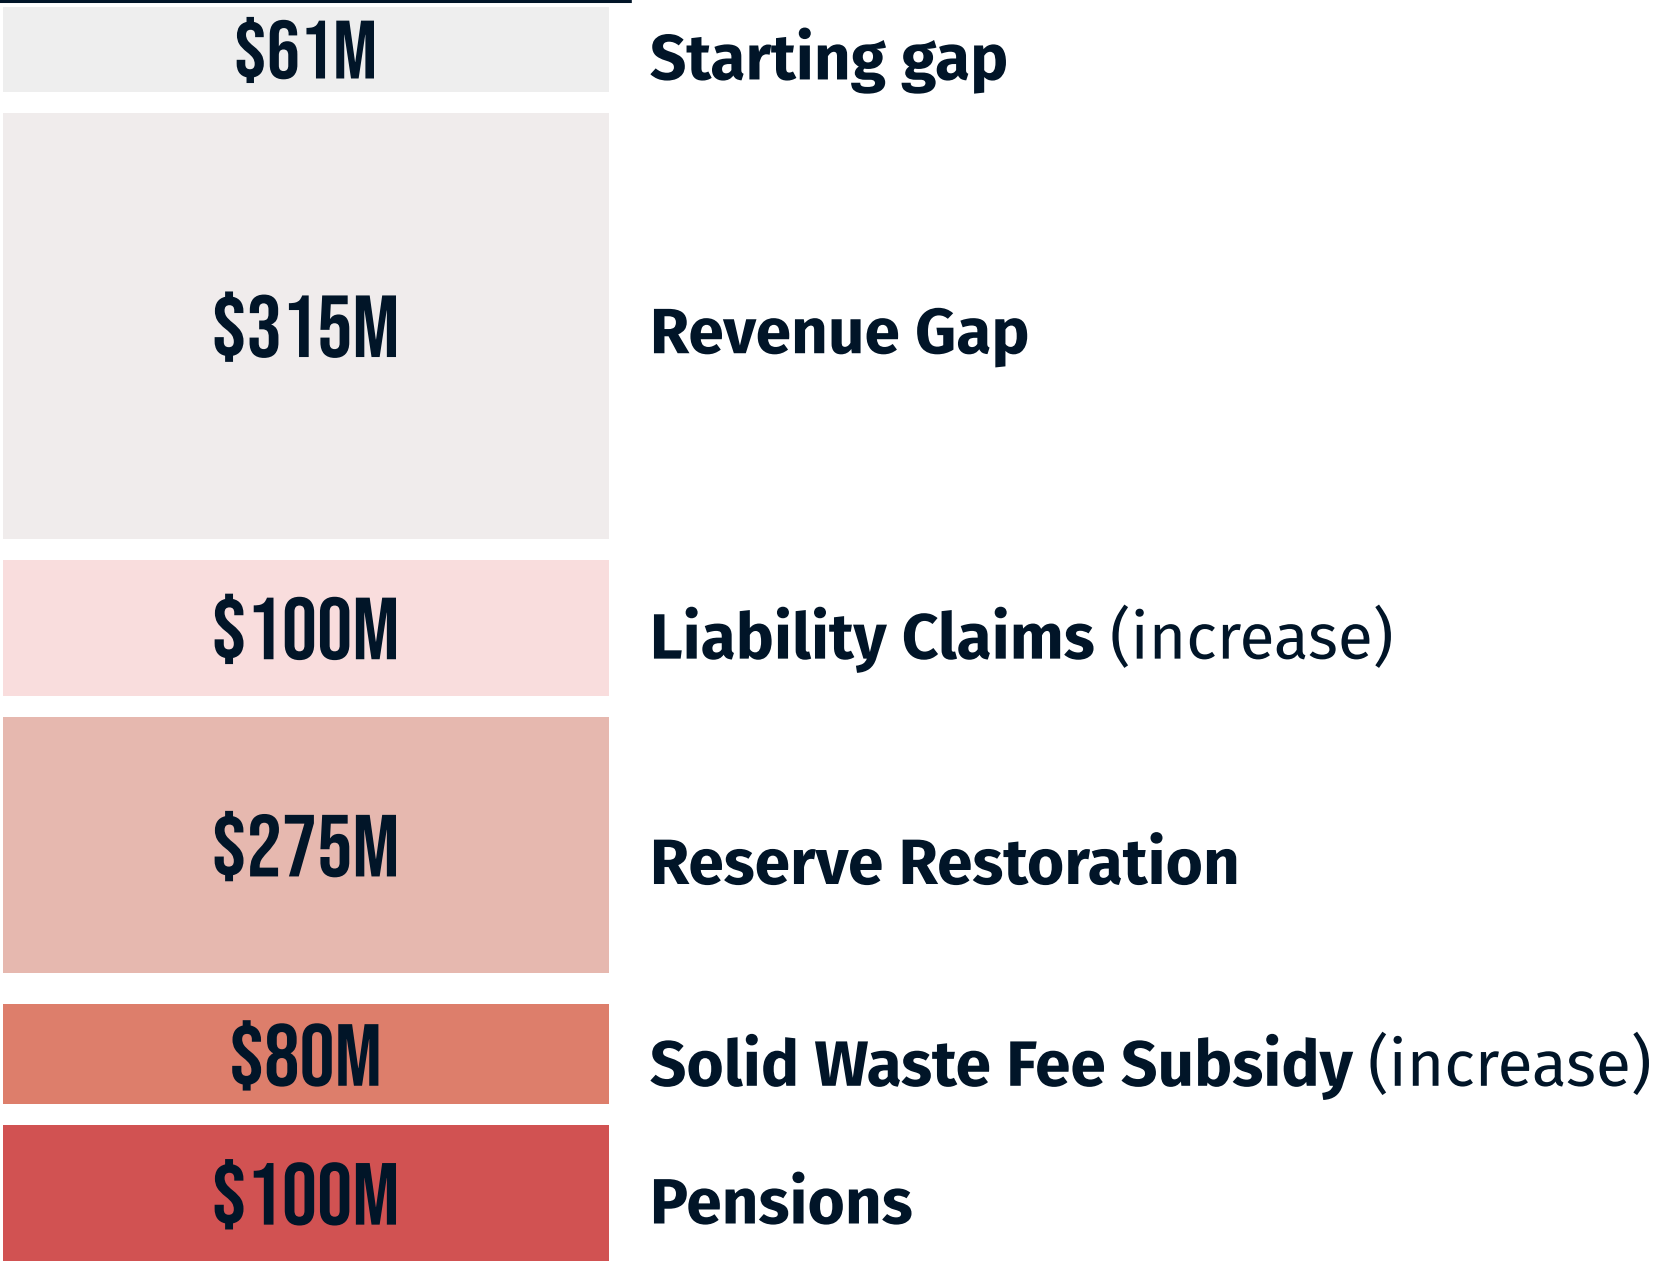 $61M Starting gap
$315M Revenue Gap
$100M Liability Claims (increase)
$275M Reserve Restoration
$80M Solid Waste Fee Subsidy (increase)
$100M Pensions